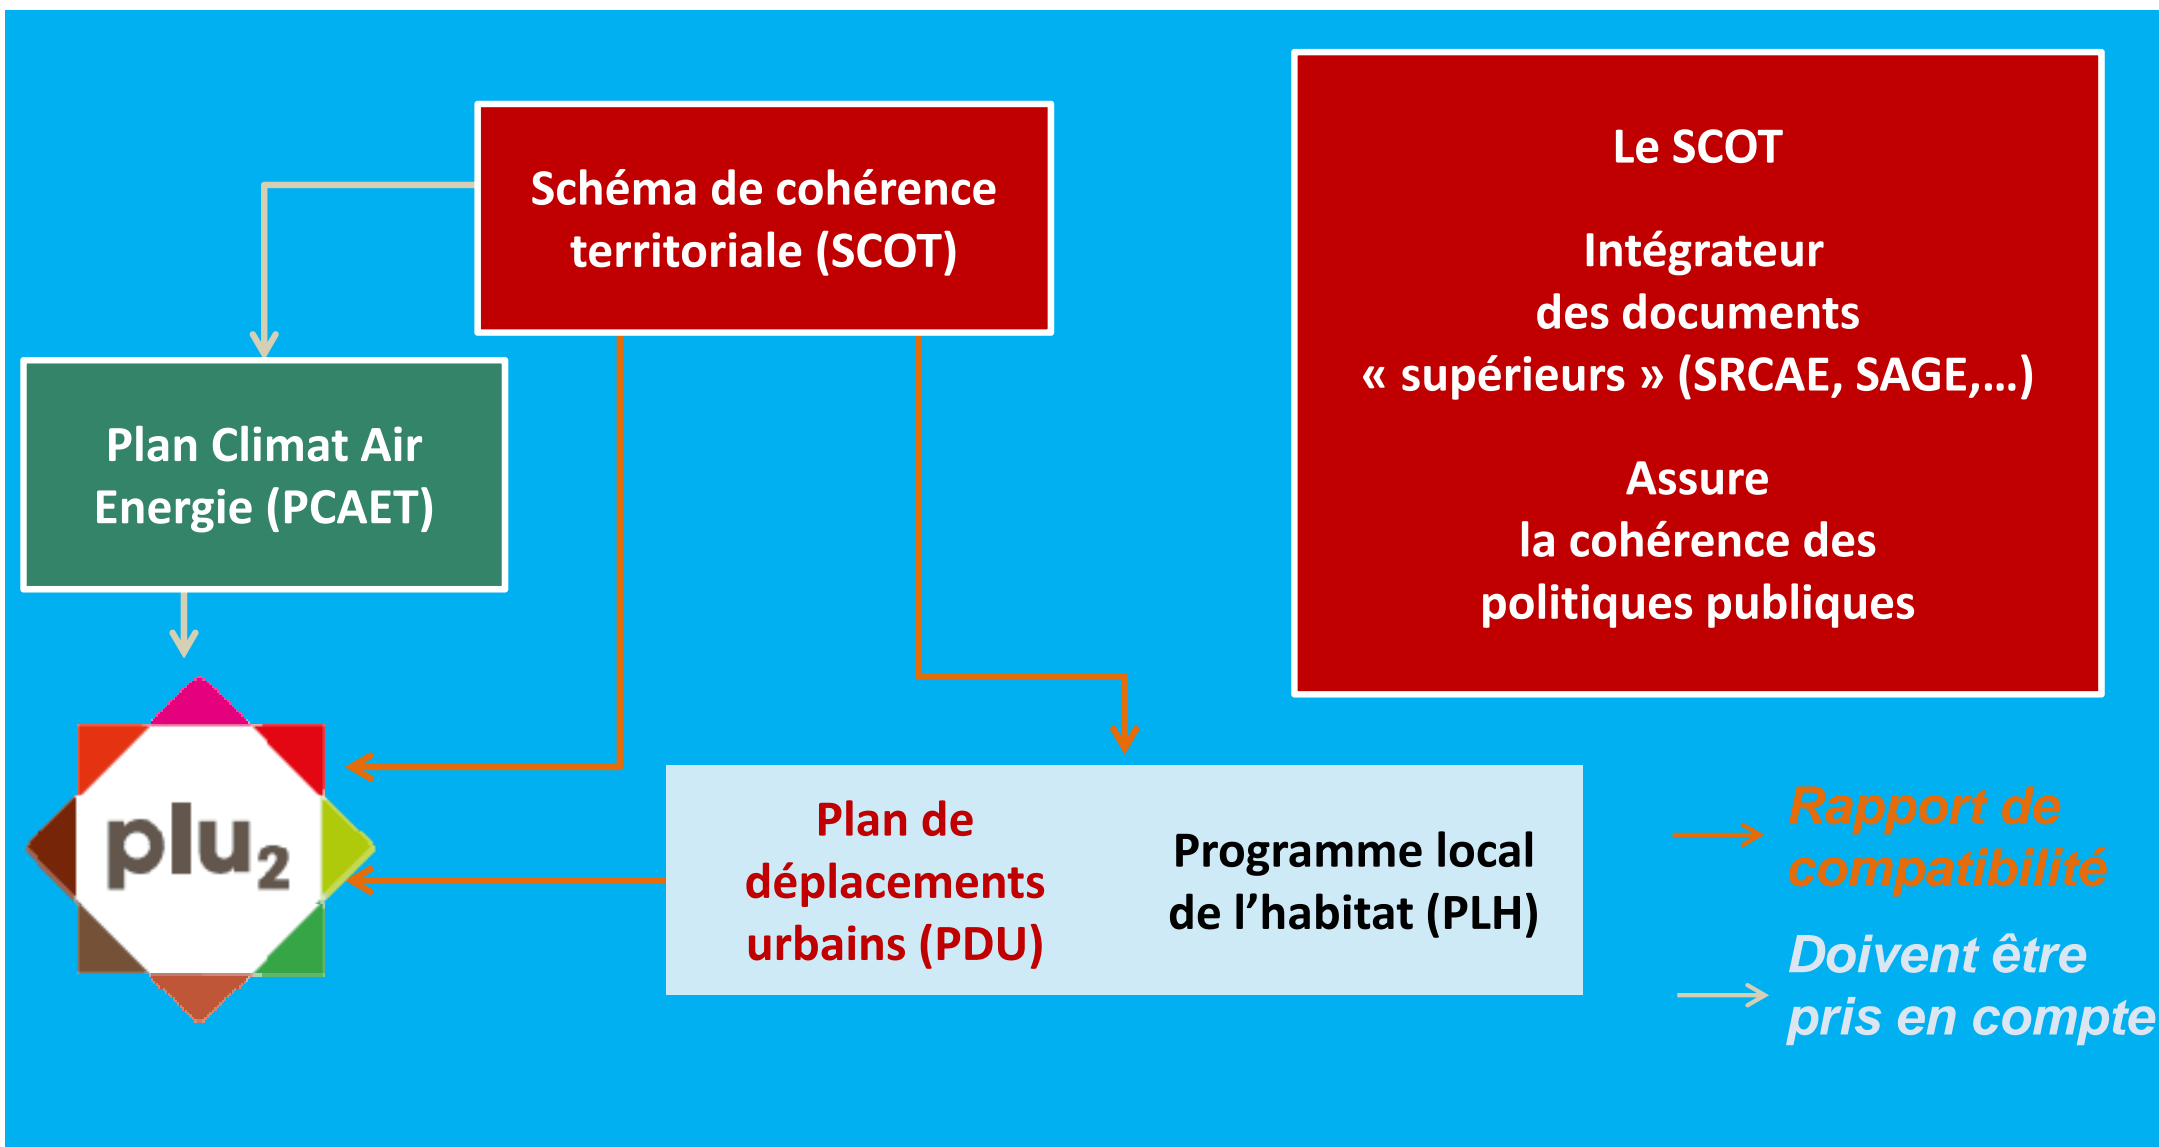 Schéma de cohérence
territoriale (SCOT)
Le SCOT
Intégrateur
des documents
« supérieurs » (SRCAE, SAGE,...)
Assure
la cohérence des
politiques publiques
Plan Climat Air
Energie (PCAET)
plu2
Plan de
déplacements
urbains (PDU)
Programme local
de l’habitat (PLH)
Rapport de
compatibilité
Doivent être
pris en compte